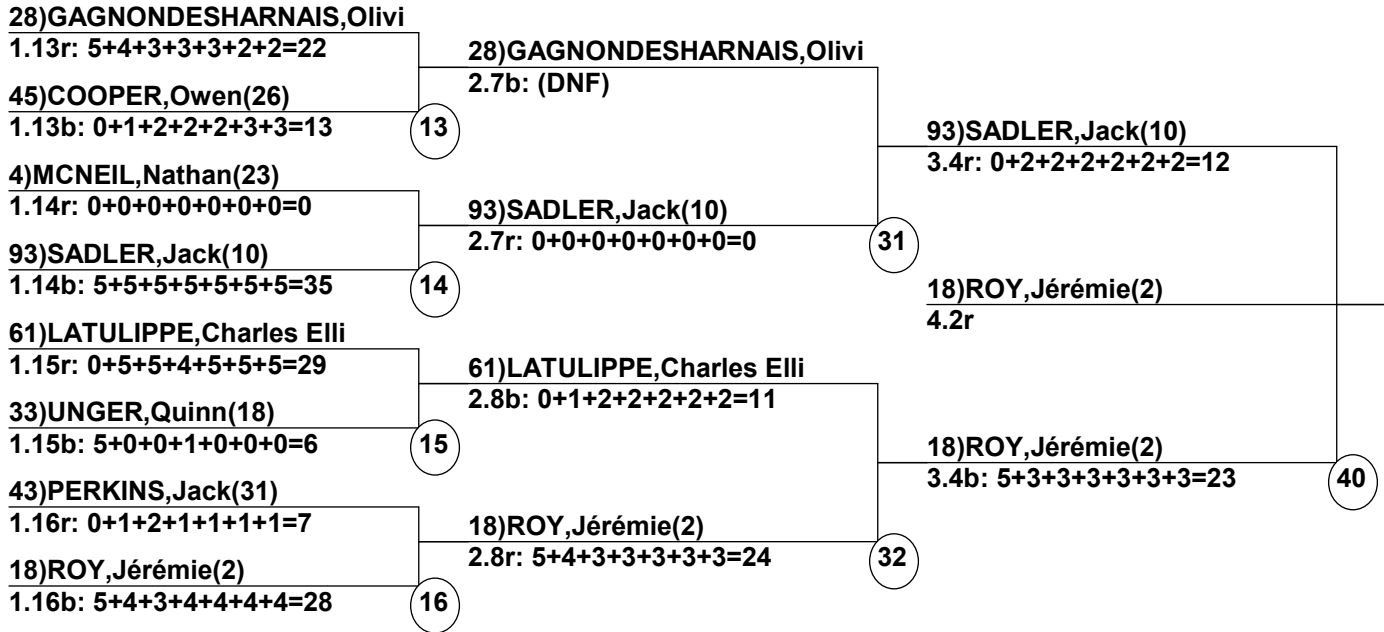 28)GAGNONDESHARNAIS,Olivi
1.13r: 5+4+3+3+3+2+2=22
45)COOPER,Owen(26)
1.13b: 0+1+2+2+2+3+3=13
13
4)MCNEIL,Nathan(23)
1.14r: 0+0+0+0+0+0+0=0
93)SADLER,Jack(10)
1.14b: 5+5+5+5+5+5+5=35
14
61)LATULIPPE,Charles Elli
1.15r: 0+5+5+4+5+5+5=29
33)UNGER,Quinn(18)
1.15b: 5+0+0+1+0+0+0=6
15
43)PERKINS,Jack(31)
1.16r: 0+1+2+1+1+1+1=7
18)ROY,Jérémie(2)
1.16b: 5+4+3+4+4+4+4=28
16
28)GAGNONDESHARNAIS,Olivi
2.7b: (DNF)
93)SADLER,Jack(10)
2.7r: 0+0+0+0+0+0+0=0
31
61)LATULIPPE,Charles Elli
2.8b: 0+1+2+2+2+2+2=11
18)ROY,Jérémie(2)
2.8r: 5+4+3+3+3+3+3=24
32
93)SADLER,Jack(10)
3.4r: 0+2+2+2+2+2+2=12
18)ROY,Jérémie(2)
4.2r
18)ROY,Jérémie(2)
3.4b: 5+3+3+3+3+3+3=23
40